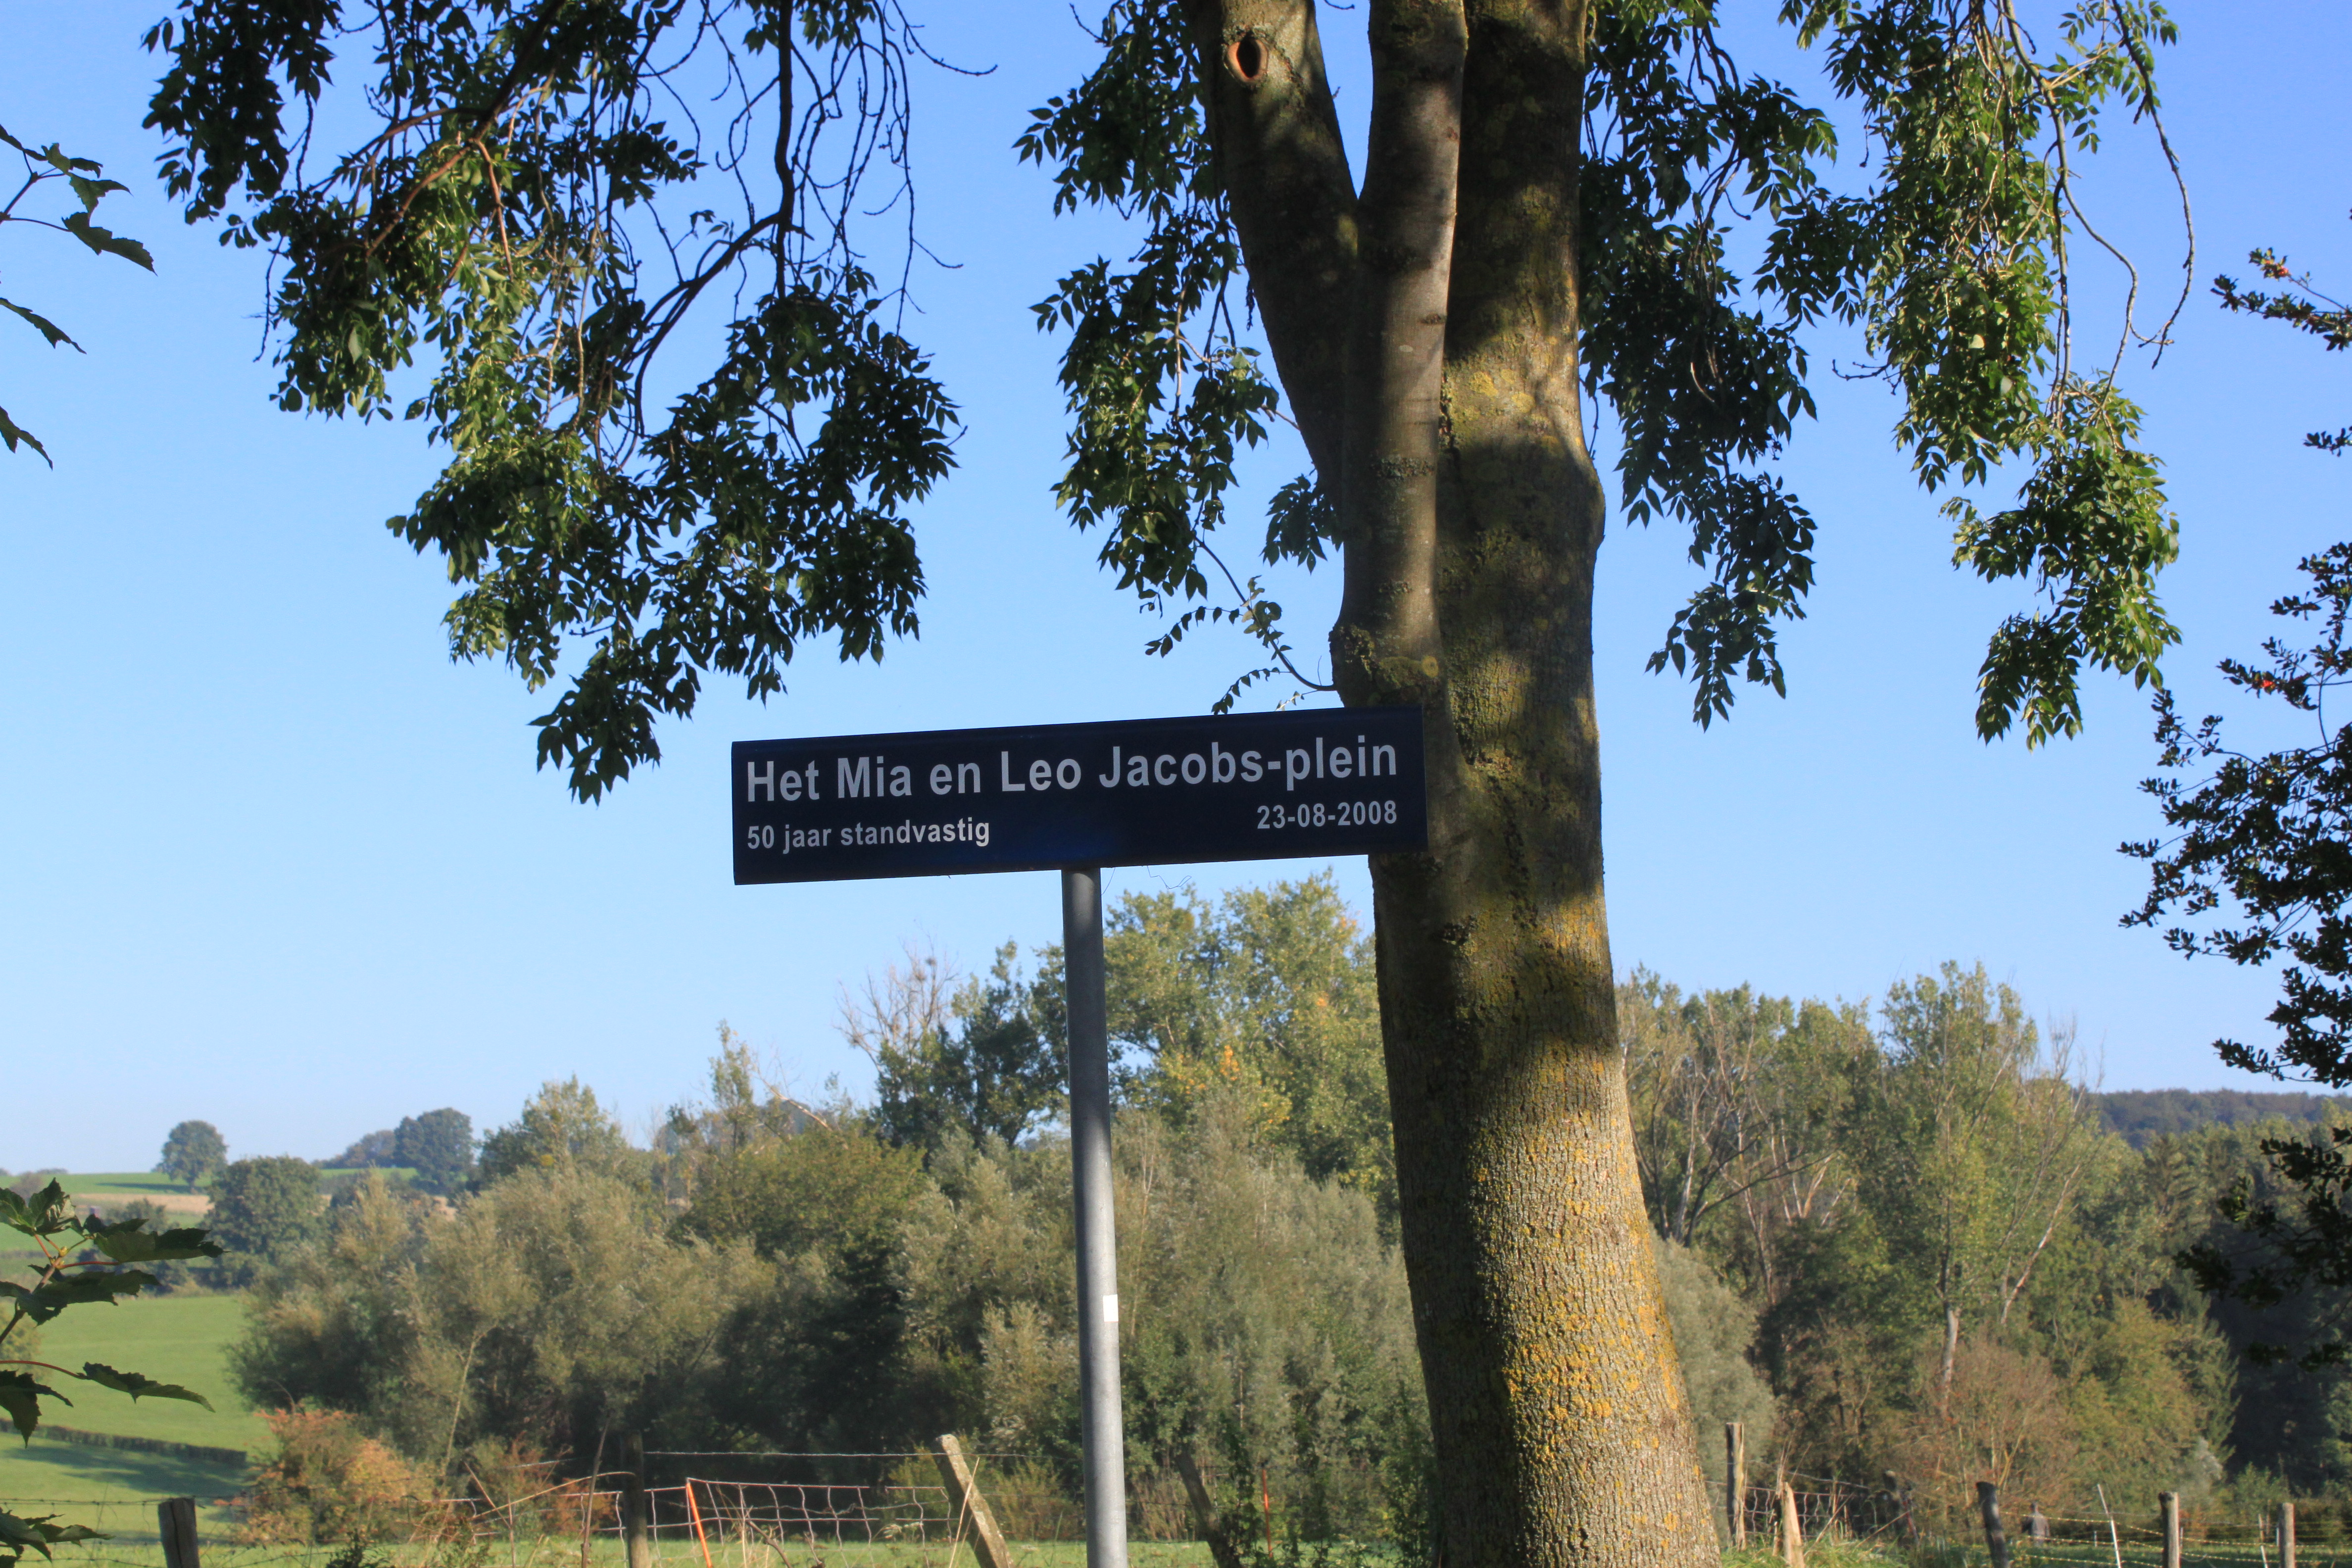 Het Mia en Leo Jacobs-plein
50 jaar standvastig 23-08-2008